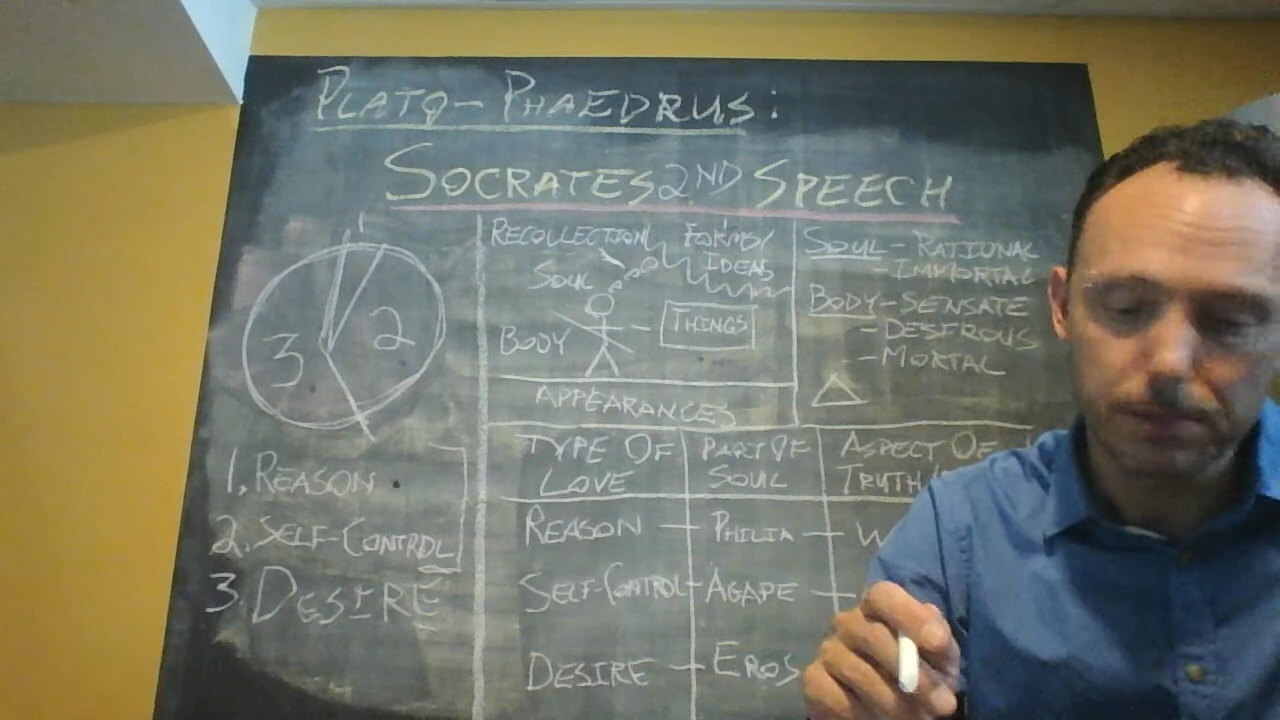 PLATO - PHAEDRUS:
SOCRATES 2ND SPEECH
1
2
3
1. REASON
2. SELF-CONTROL
3. DESIRE
RECOLLECTION FORMS/
IDEAS
SOUL
BODY
THINGS
APPEARANCES
SOUL - RATIONAL
- IMMORTAL
BODY - SENSATE
- DESIROUS
- MORTAL
TYPE OF LOVE
PART OF SOUL
ASPECT OF TRUTH
REASON - PHILIA - W
SELF-CONTROL - AGAPE -
DESIRE - EROS